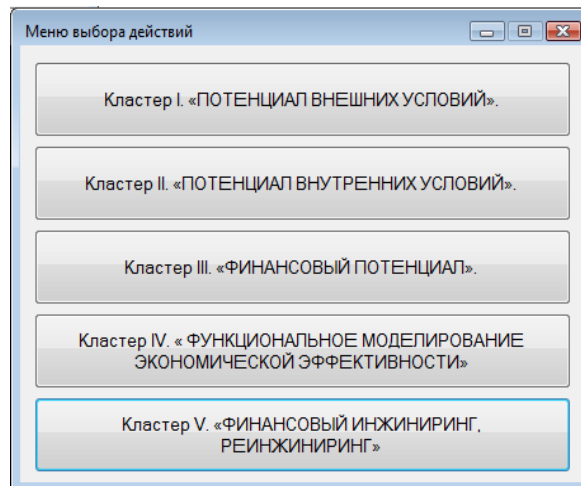 Меню выбора действий
Кластер I. «ПОТЕНЦИАЛ ВНЕШНИХ УСЛОВИЙ».
Кластер II. «ПОТЕНЦИАЛ ВНУТРЕННИХ УСЛОВИЙ».
Кластер III. «ФИНАНСОВЫЙ ПОТЕНЦИАЛ».
Кластер IV. « ФУНКЦИОНАЛЬНОЕ МОДЕЛИРОВАНИЕ
ЭКОНОМИЧЕСКОЙ ЭФФЕКТИВНОСТИ»
Кластер V. «ФИНАНСОВЫЙ ИНЖИНИРИНГ,
РЕИНЖИНИРИНГ»